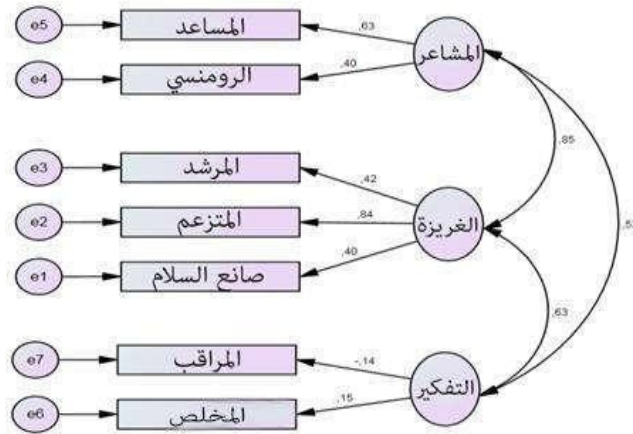 e5
المساعد
.63
المشاعر
e4
الرومنسي
.40
.85
e3
المرشد
.42
e2
المتزعم
.84
الغريزة
e1
صانع السلام
.40
.63
e7
المراقب
-.14
التفكير
e6
المخلص
.15